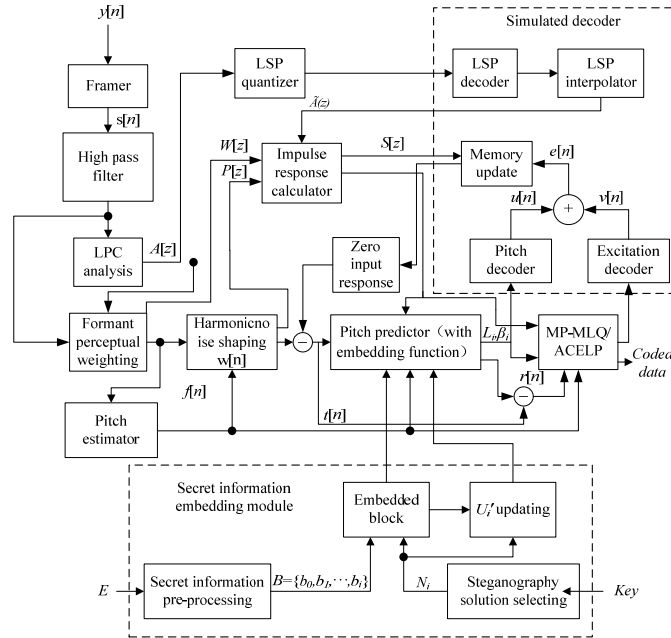 y[n]
Simulated decoder
Framer
LSP
quantizer
LSP
decoder
LSP
interpolator
s[n]
Ã(z)
High pass
filter
W[z]
P[z]
Impulse
response
calculator
S[z]
Memory
update
e[n]
u[n]
v[n]
+
LPC
analysis
A[z]
Zero
input
response
Pitch
decoder
Excitation
decoder
Formant
perceptual
weighting
Harmonicno
ise shaping
w[n]
−
Pitch predictor (with
embedding function)
Li,βi
MP-MLQ/
ACELP
Coded
data
Pitch
estimator
f[n]
t[n]
r[n]
−
Secret information
embedding module
Embedded
block
Ui′ updating
E
Secret information
pre-processing
B={b0,b1,⋯,bi}
Ni
Steganography
solution selecting
Key